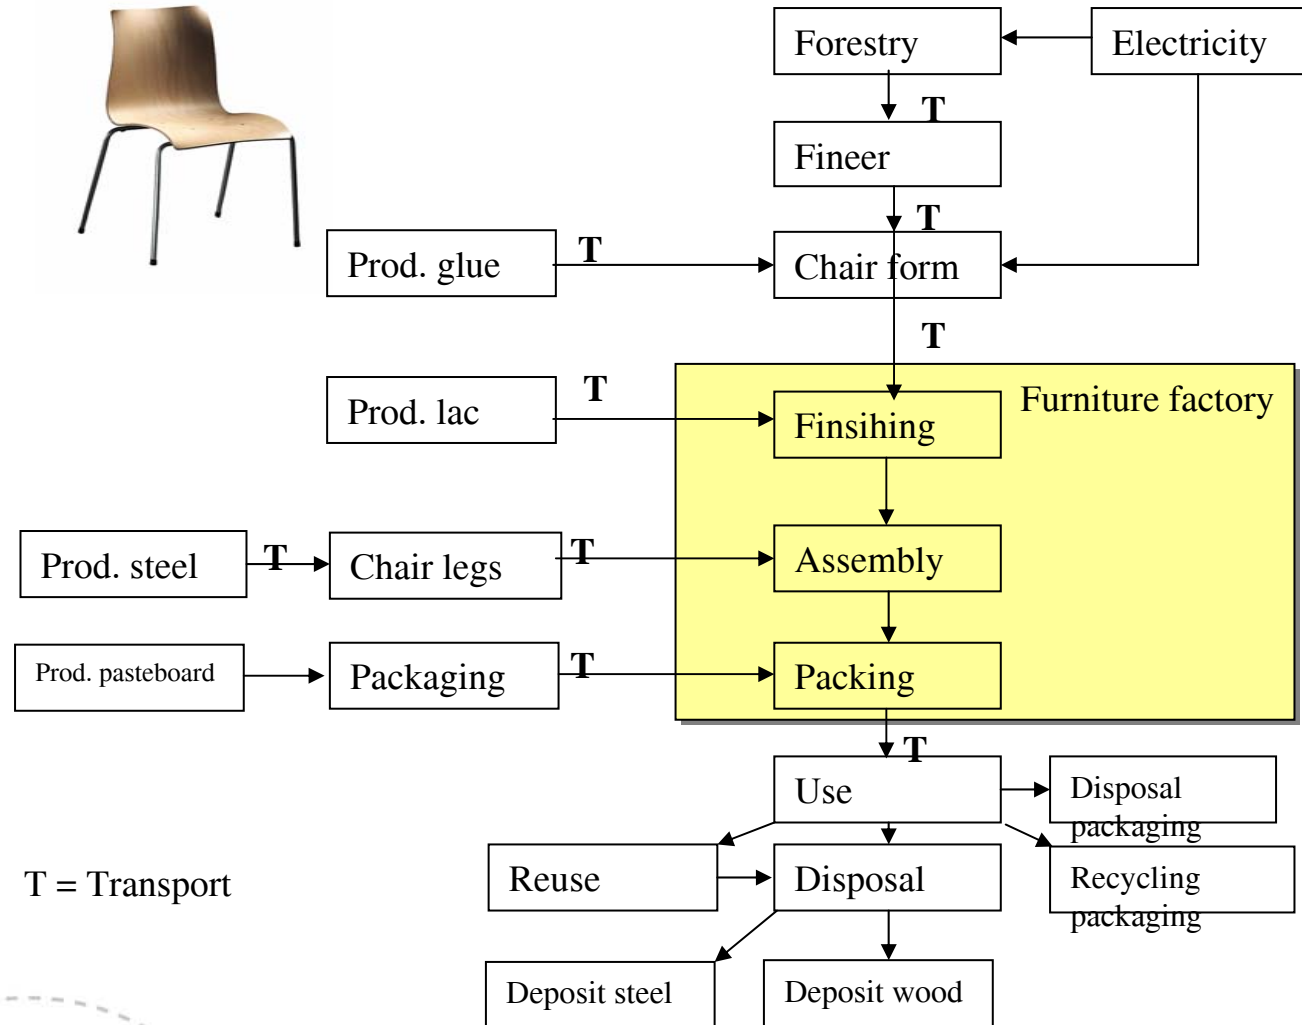 Forestry
Electricity
T
Fineer
T
Prod. glue
T
Chair form
T
Prod. lac
T
Furniture factory
Finsihing
Prod. steel
T
Chair legs
T
Assembly
Prod. pasteboard
Packaging
T
Packing
T
Use
Disposal
packaging
T = Transport
Reuse
Disposal
Recycling
packaging
Deposit steel
Deposit wood